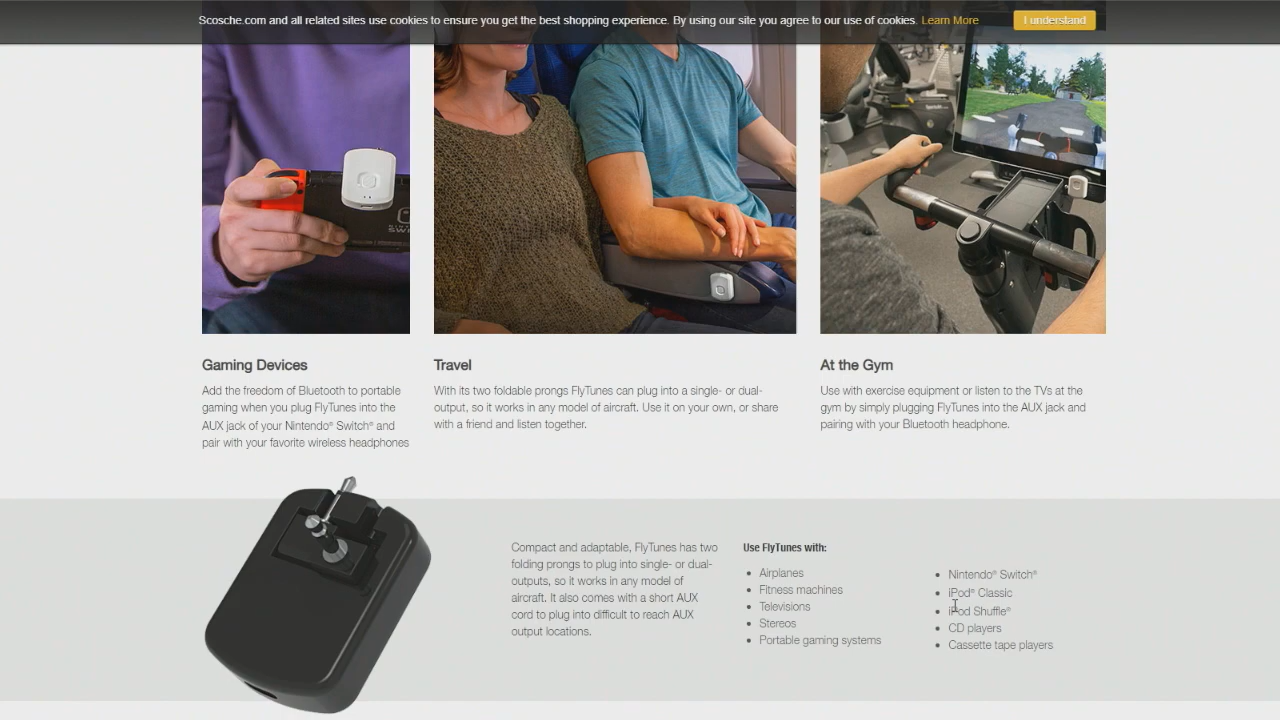 Scosche.com and all related sites use cookies to ensure you get the best shopping experience. By using our site you agree to our use of cookies. Learn More
I understand
Gaming Devices
Add the freedom of Bluetooth to portable
gaming when you plug FlyTunes into the
AUX jack of your Nintendo® Switch® and
pair with your favorite wireless headphones
Travel
With its two foldable prongs FlyTunes can plug into a single- or dual-
output, so it works in any model of aircraft. Use it on your own, or share
with a friend and listen together.
At the Gym
Use with exercise equipment or listen to the TVs at the
gym by simply plugging FlyTunes into the AUX jack and
pairing with your Bluetooth headphone.
Compact and adaptable, FlyTunes has two
folding prongs to plug into single- or dual-
outputs, so it works in any model of
aircraft. It also comes with a short AUX
cord to plug into difficult to reach AUX
output locations.
Use FlyTunes with:
• Airplanes
• Fitness machines
• Televisions
• Stereos
• Portable gaming systems
• Nintendo® Switch®
• iPod® Classic
• iPod Shuffle®
• CD players
• Cassette tape players